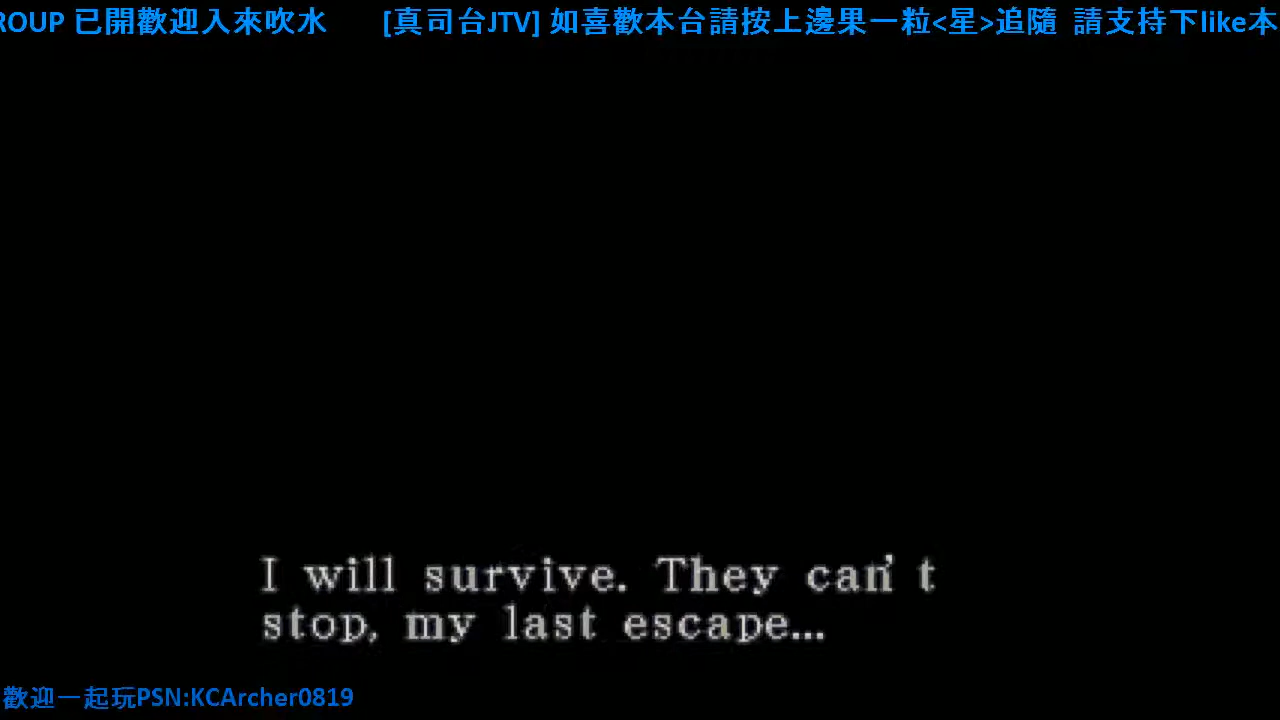 ROUP 已開歡迎入來吹水 [真司台JTV] 如喜歡本台請按上邊果一粒<星>追隨 請支持下like本
I will survive. They can't
stop, my last escape...
歡迎一起玩PSN:KCArcher0819